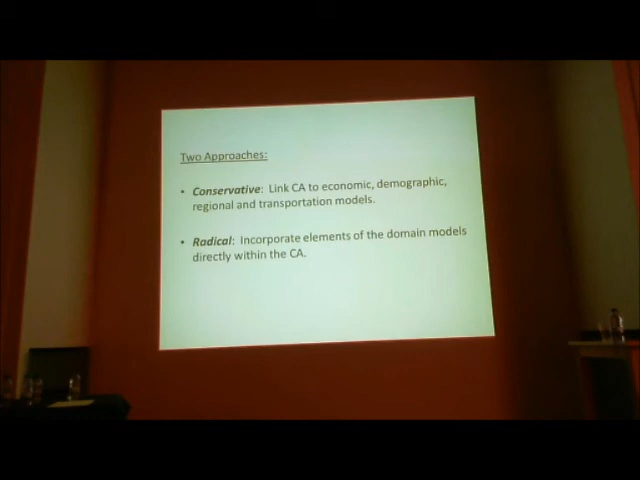 Two Approaches:
• Conservative: Link CA to economic, demographic,
regional and transportation models.
• Radical: Incorporate elements of the domain models
directly within the CA.